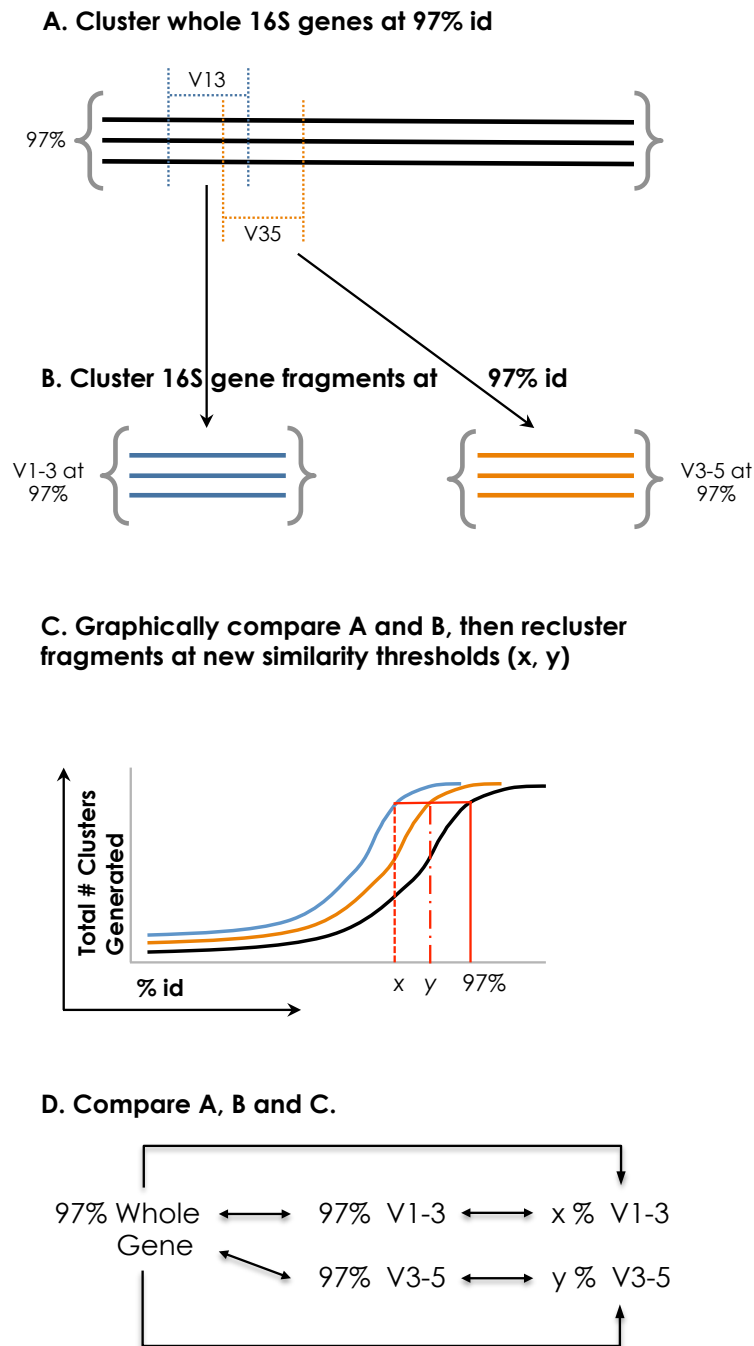 A. Cluster whole 16S genes at 97% id
V13
97%
V35
B. Cluster 16S gene fragments at 97% id
V1-3 at
97%
V3-5 at
97%
C. Graphically compare A and B, then recluster
fragments at new similarity thresholds (x, y)
Total # Clusters
Generated
% id
x y 97%
D. Compare A, B and C.
97% Whole
Gene
97% V1-3
x % V1-3
97% V3-5
y % V3-5